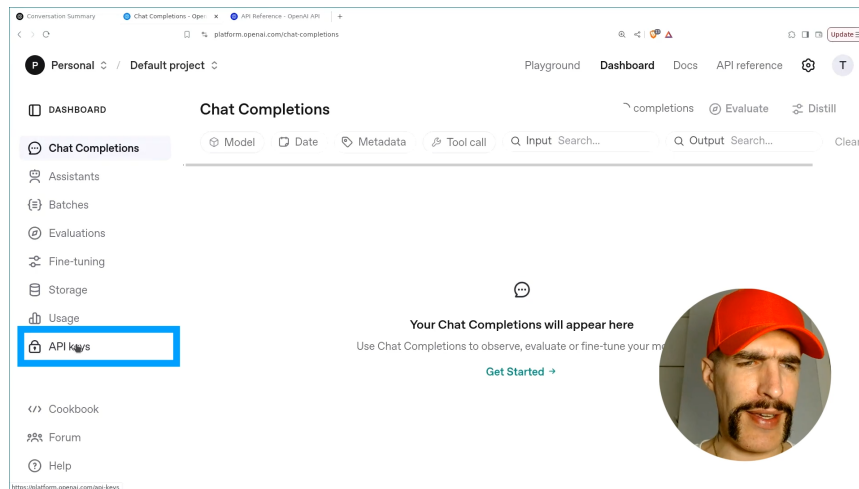 Conversation Summary
Chat Completions - Open
API Reference - OpenAI API
platform.openai.com/chat-completions
Update
P Personal / Default project
Playground Dashboard Docs API reference T
DASHBOARD
Chat Completions
completions Evaluate Distill
Model Date Metadata Tool call Input Search... Output Search... Clear
Chat Completions
Assistants
Batches
Evaluations
Fine-tuning
Storage
Usage
API keys
Cookbook
Forum
Help
Your Chat Completions will appear here
Use Chat Completions to observe, evaluate or fine-tune your
Get Started →
https://platform.openai.com/api-keys